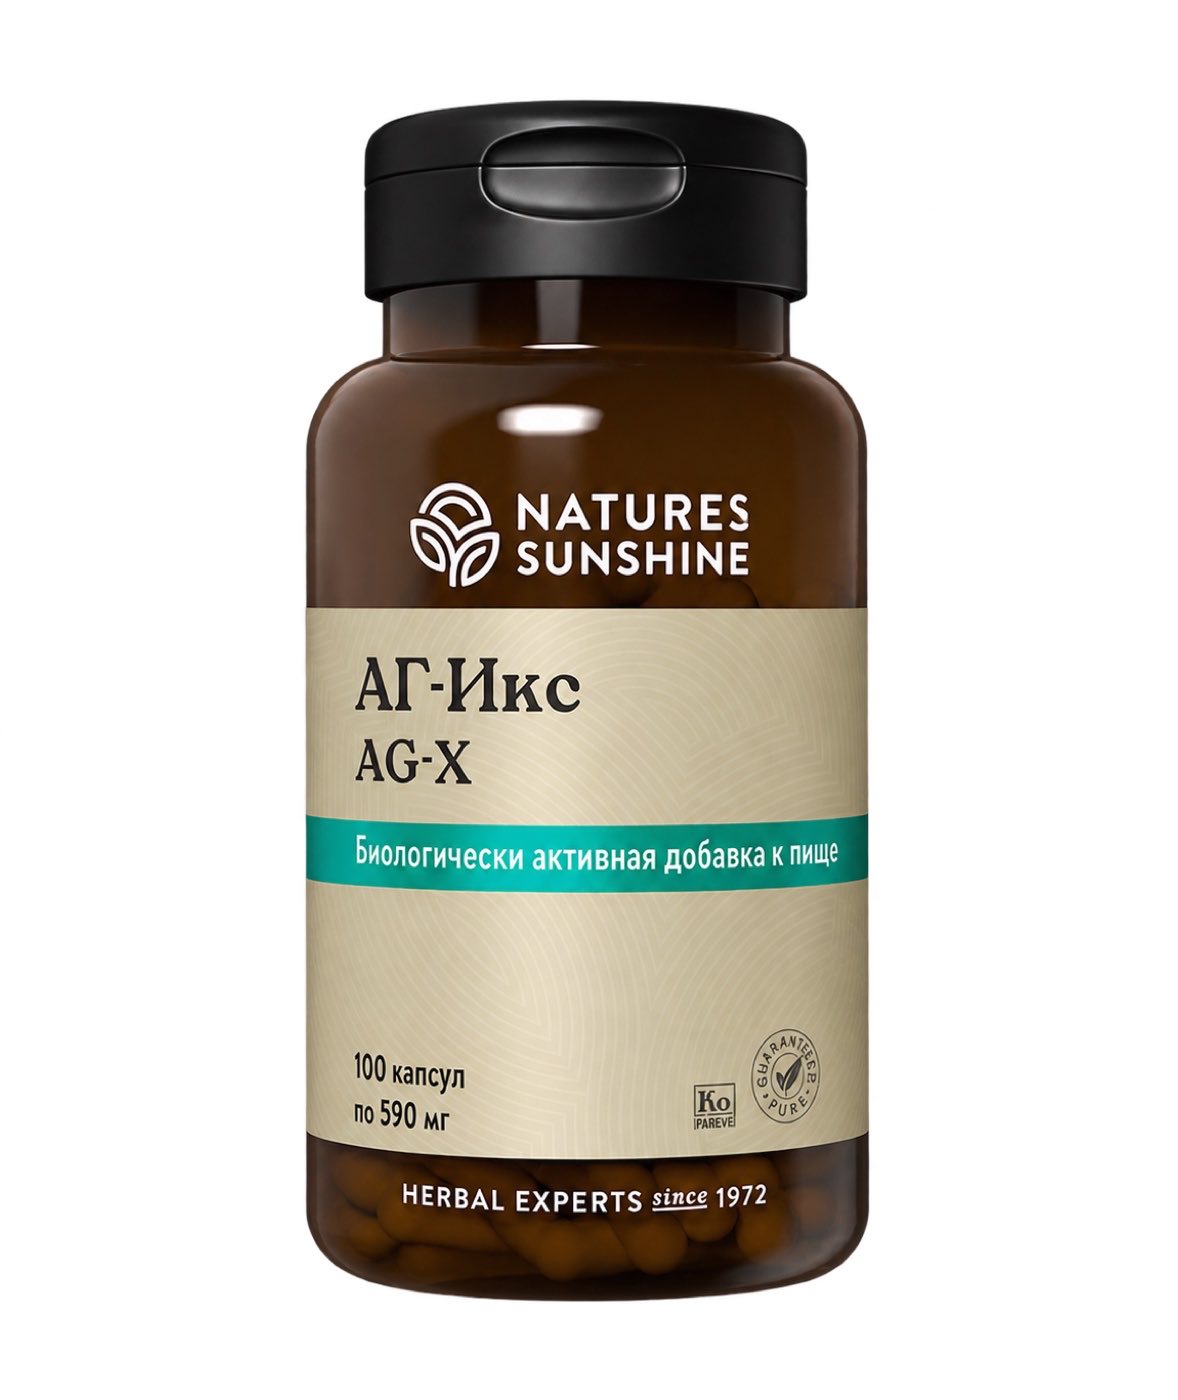 NATURES
SUNSHINE
АГ-Икс
AG-X
Биологически активная добавка к пище
100 капсул
по 590 мг
Ko
PAREVE
GUARANTEED
PURE
HERBAL EXPERTS since 1972